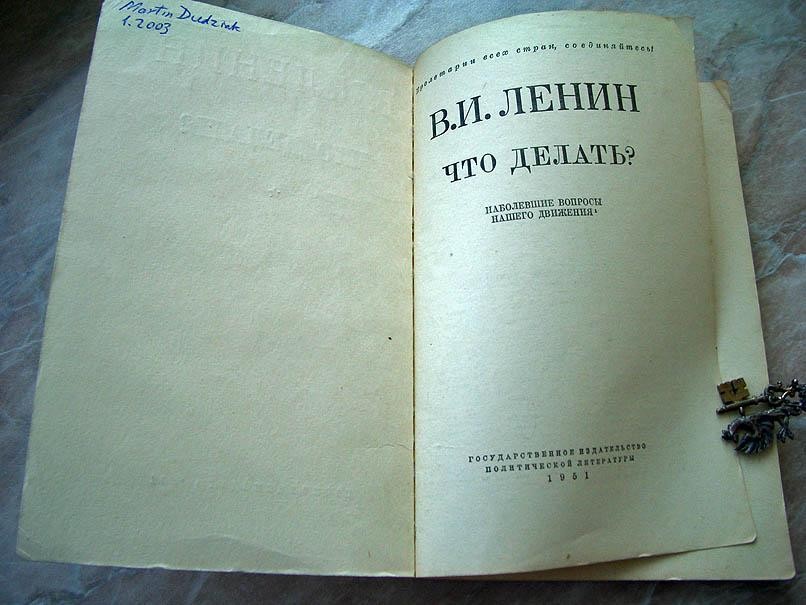 Martin Dudziak
1.2003
Пролетарии всех стран, соединяйтесь!
В.И. ЛЕНИН
ЧТО ДЕЛАТЬ?
НАБОЛЕВШИЕ ВОПРОСЫ
НАШЕГО ДВИЖЕНИЯ¹
ГОСУДАРСТВЕННОЕ ИЗДАТЕЛЬСТВО
ПОЛИТИЧЕСКОЙ ЛИТЕРАТУРЫ
1951